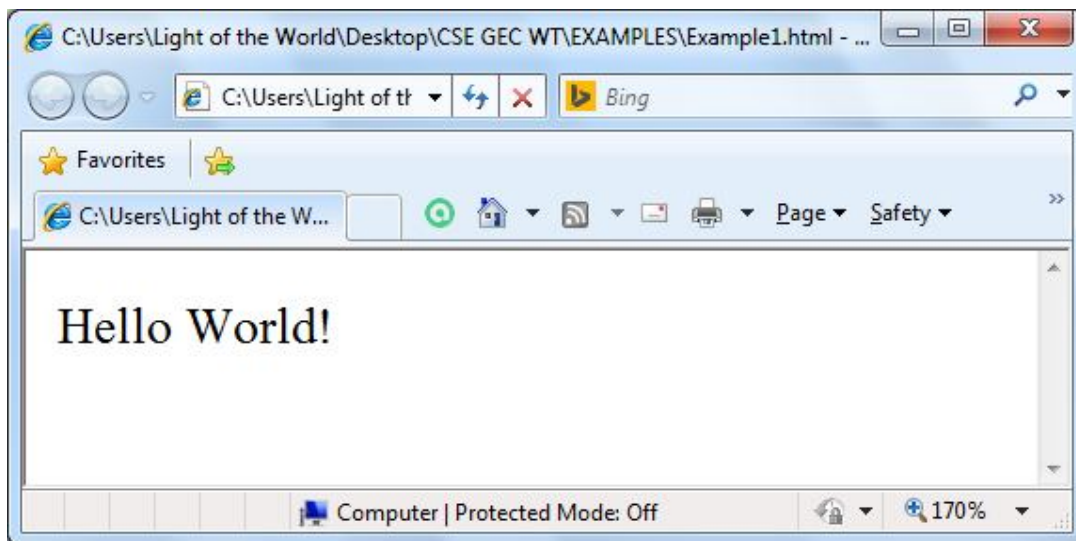 C:\Users\Light of the World\Desktop\CSE GEC WT\EXAMPLES\Example1.html - ...
C:\Users\Light of th
Bing
Favorites
C:\Users\Light of the W...
Page
Safety
»
Hello World!
Computer | Protected Mode: Off
170%